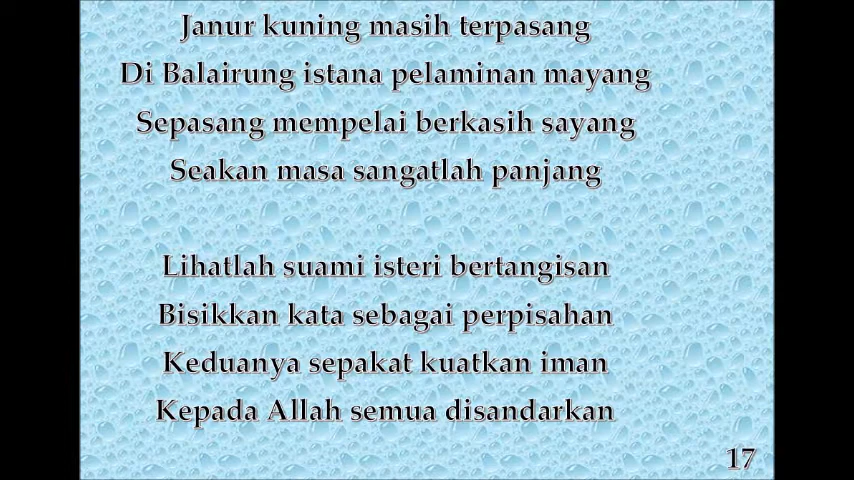 Janur kuning masih terpasang
Di Balairung istana pelaminan mayang
Sepasang mempelai berkasih sayang
Seakan masa sangatlah panjang
Lihatlah suami isteri bertangisan
Bisikkan kata sebagai perpisahan
Keduanya sepakat kuatkan iman
Kepada Allah semua disandarkan
17